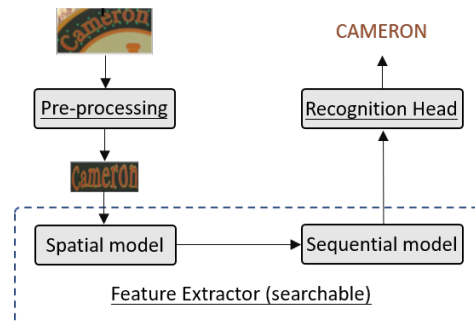 Cameron
CAMERON
Pre-processing
Recognition Head
Cameron
Spatial model
Sequential model
Feature Extractor (searchable)